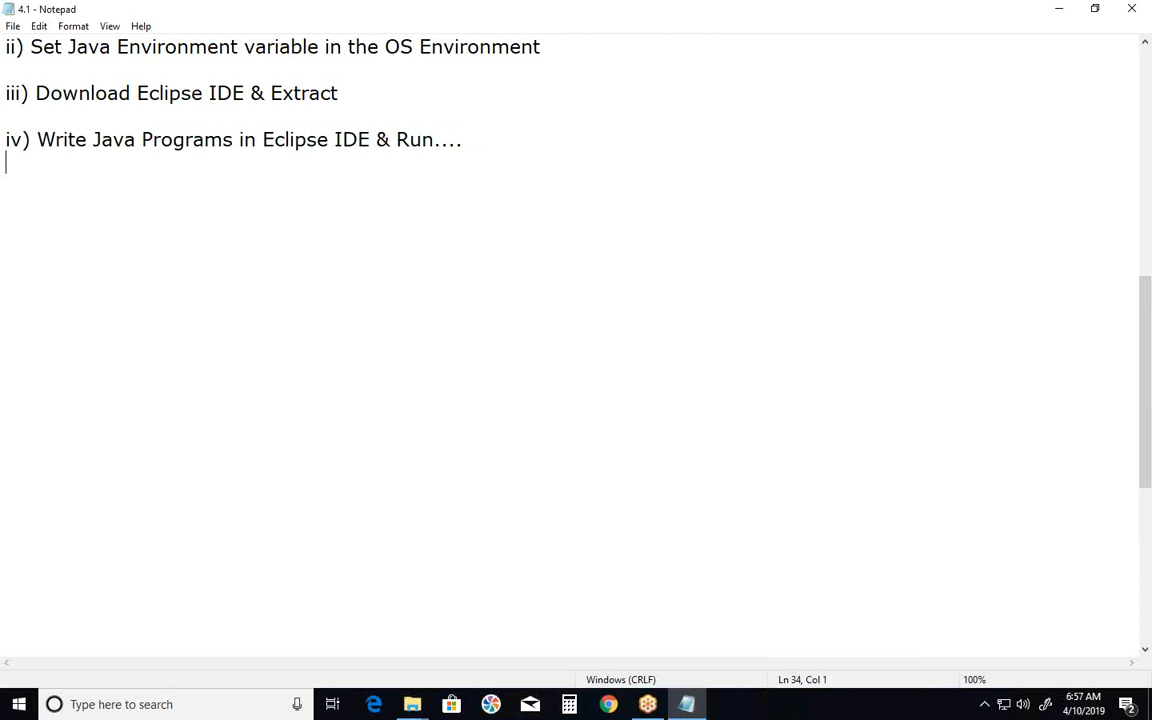 4.1 - Notepad
File Edit Format View Help
ii) Set Java Environment variable in the OS Environment
iii) Download Eclipse IDE & Extract
iv) Write Java Programs in Eclipse IDE & Run....
Windows (CRLF) Ln 34, Col 1 100%
Type here to search
6:57 AM
4/10/2019
2